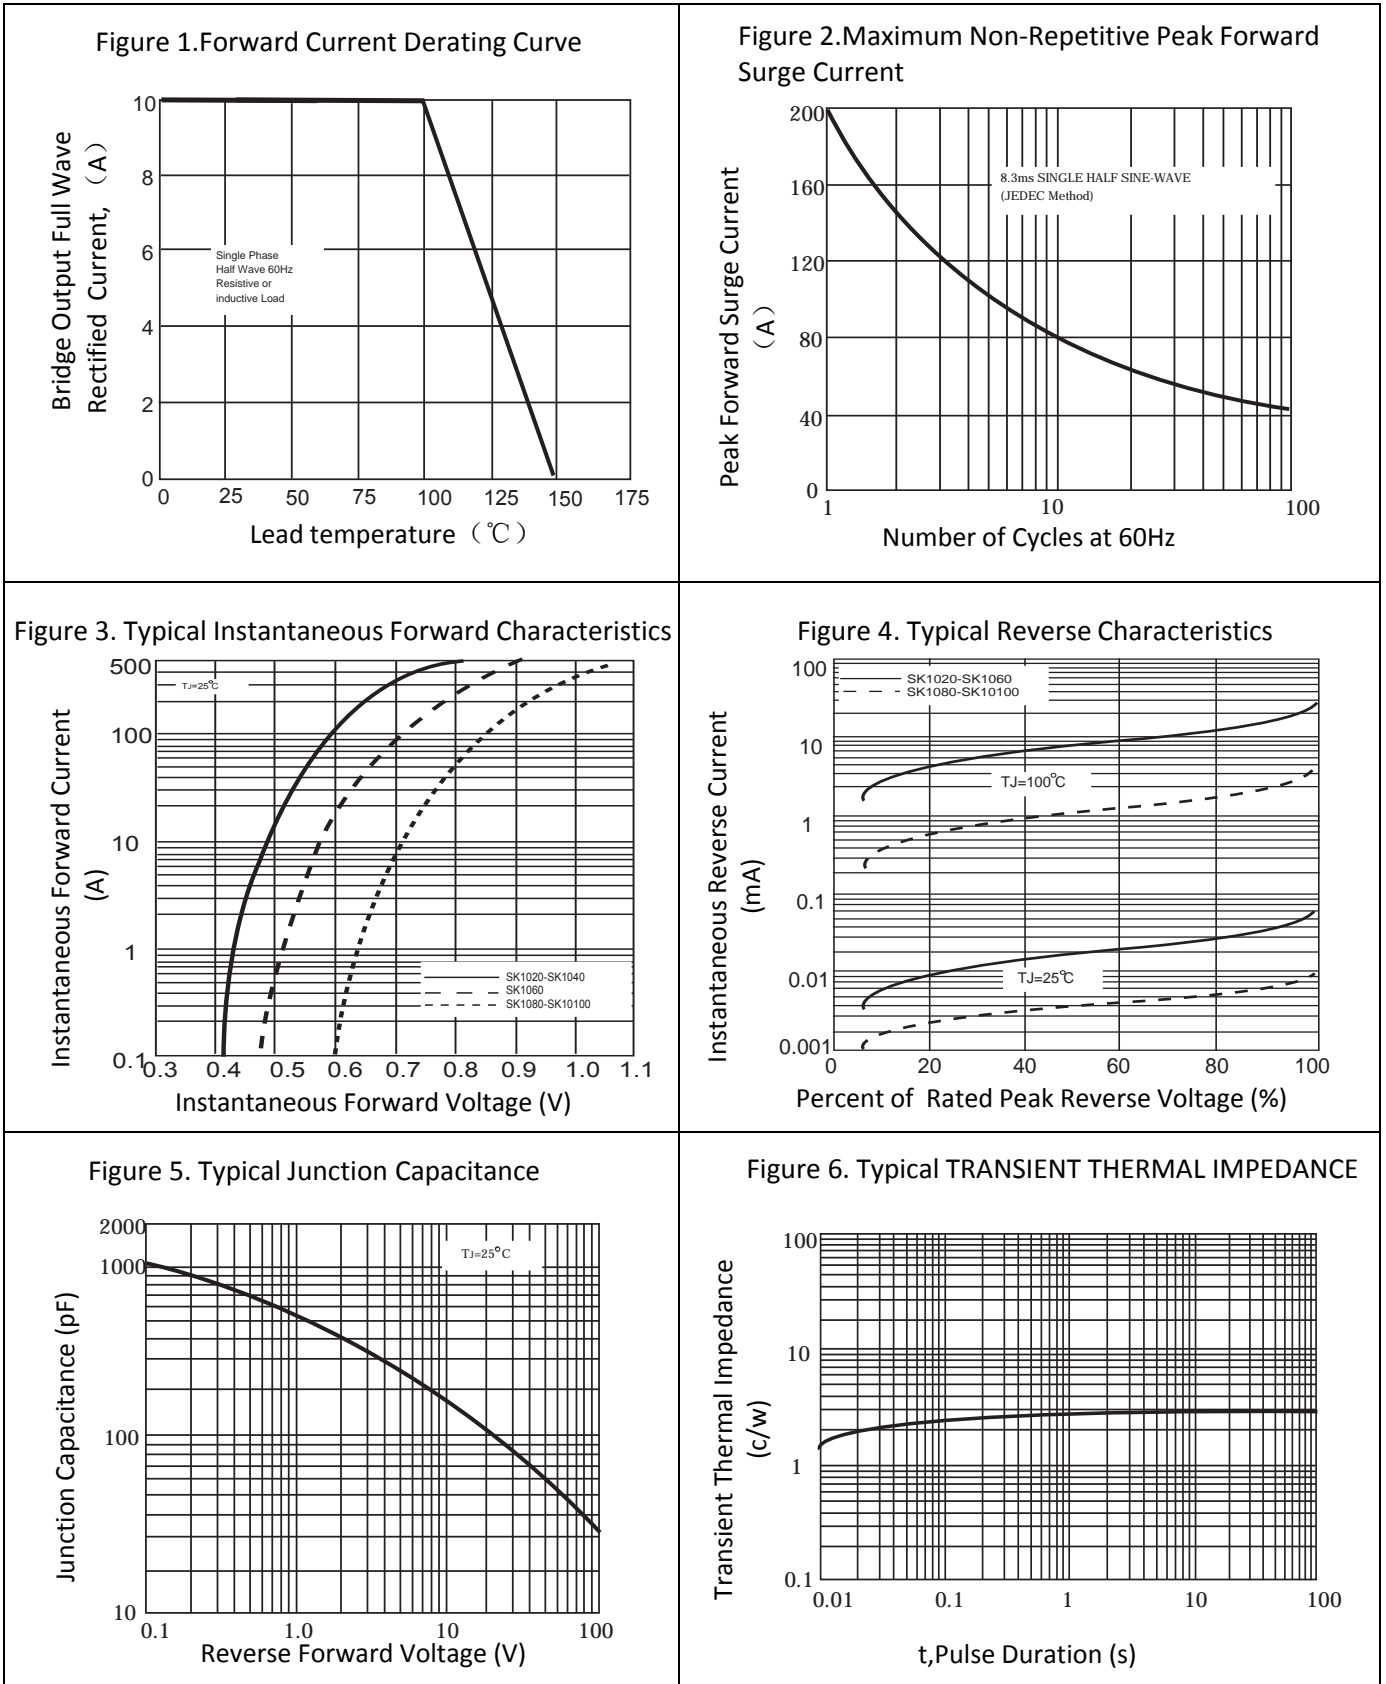 Figure 1.Forward Current Derating Curve
Bridge Output Full Wave
Rectified Current, （A）
10
8
6
4
2
0
Single Phase
Half Wave 60Hz
Resistive or
inductive Load
0 25 50 75 100 125 150 175
Lead temperature（℃）
Figure 2.Maximum Non-Repetitive Peak Forward
Surge Current
Peak Forward Surge Current
（A）
200
160
120
80
40
0
8.3ms SINGLE HALF SINE-WAVE
(JEDEC Method)
1 10 100
Number of Cycles at 60Hz
Figure 3. Typical Instantaneous Forward Characteristics
Instantaneous Forward Current
(A)
500
100
10
1
0.1
TJ=25°C
SK1020-SK1040
SK1060
SK1080-SK10100
0.3 0.4 0.5 0.6 0.7 0.8 0.9 1.0 1.1
Instantaneous Forward Voltage (V)
Figure 4. Typical Reverse Characteristics
Instantaneous Reverse Current
(mA)
100
10
1
0.1
0.01
0.001
SK1020-SK1060
SK1080-SK10100
TJ=100°C
TJ=25°C
0 20 40 60 80 100
Percent of Rated Peak Reverse Voltage (%)
Figure 5. Typical Junction Capacitance
Junction Capacitance (pF)
2000
1000
100
10
TJ=25°C
0.1 1.0 10 100
Reverse Forward Voltage (V)
Figure 6. Typical TRANSIENT THERMAL IMPEDANCE
Transient Thermal Impedance
(c/w)
100
10
1
0.1
0.01 0.1 1 10 100
t,Pulse Duration (s)